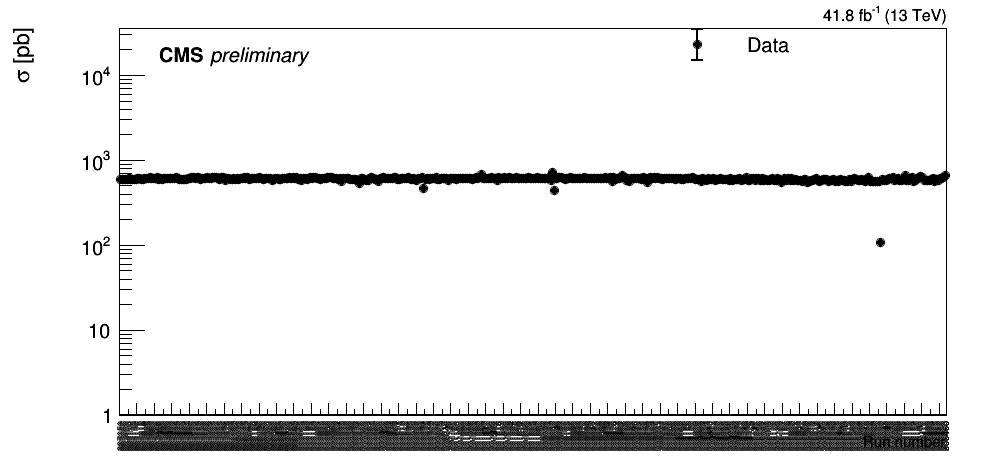 41.8 fb⁻¹ (13 TeV)
σ [pb]
CMS preliminary
Data
10⁴
10³
10²
10
1
Run number